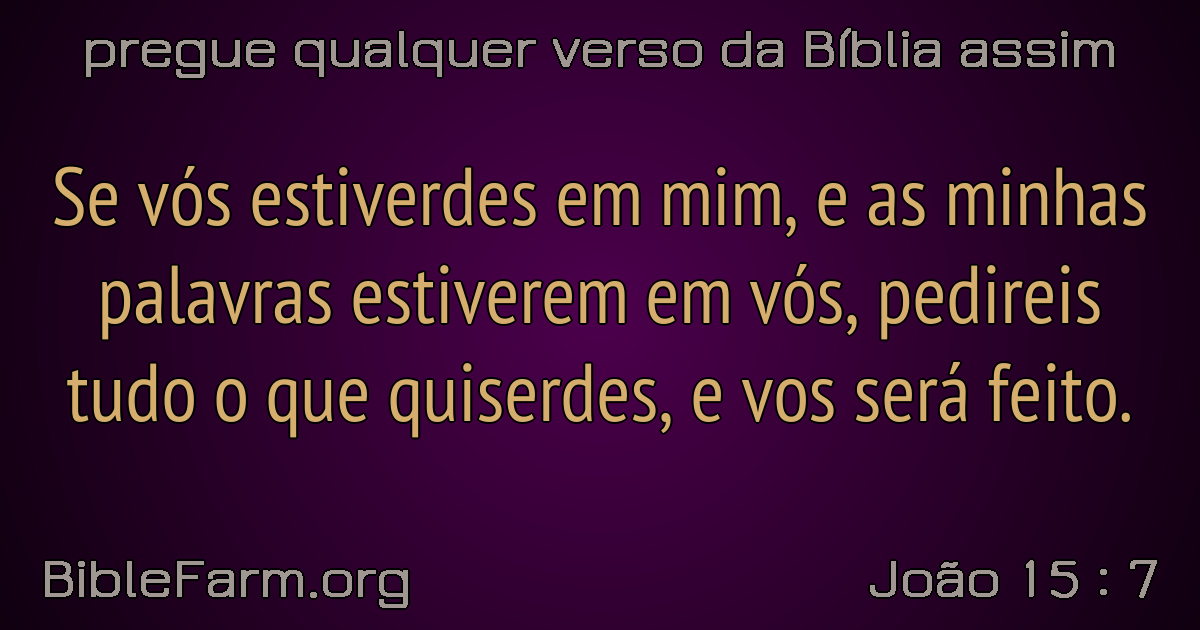 pregue qualquer verso da Bíblia assim
Se vós estiverdes em mim, e as minhas
palavras estiverem em vós, pedireis
tudo o que quiserdes, e vos será feito.
BibleFarm.org
João 15 : 7